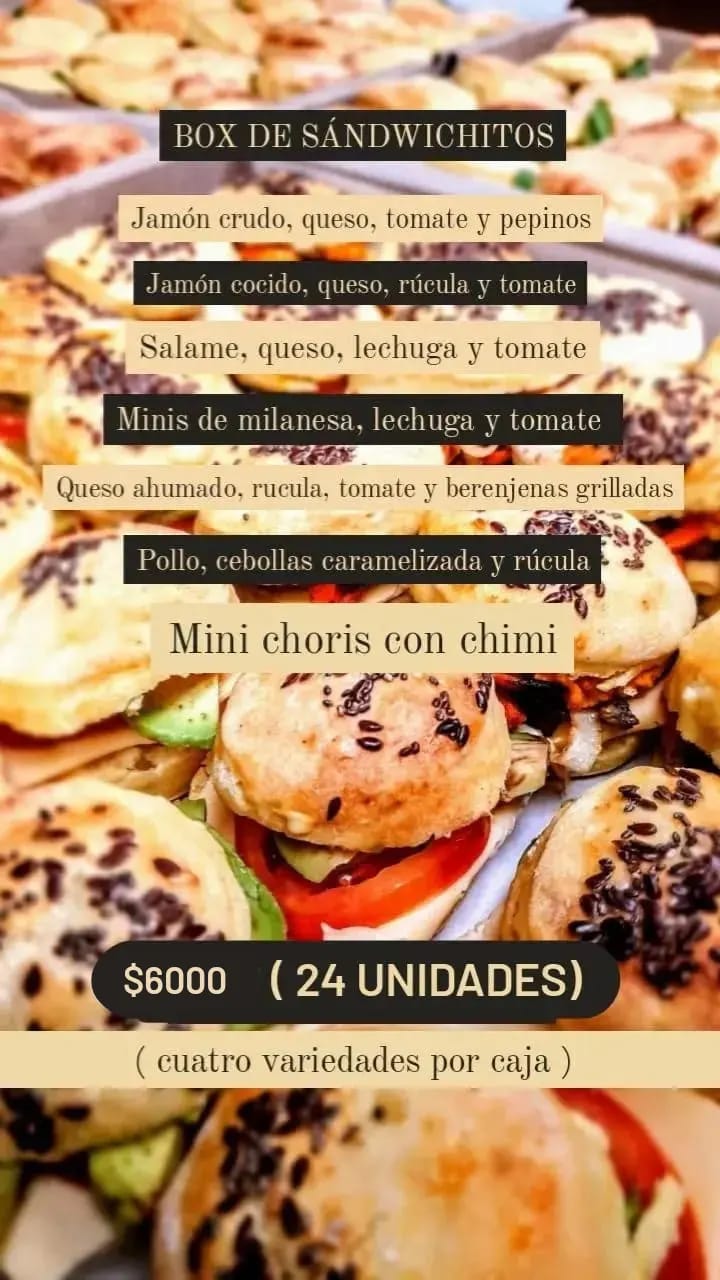 BOX DE SÁNDWICHITOS
Jamón crudo, queso, tomate y pepinos
Jamón cocido, queso, rúcula y tomate
Salame, queso, lechuga y tomate
Minis de milanesa, lechuga y tomate
Queso ahumado, rucula, tomate y berenjenas grilladas
Pollo, cebollas caramelizada y rúcula
Mini choris con chimi
$6000 ( 24 UNIDADES)
( cuatro variedades por caja )